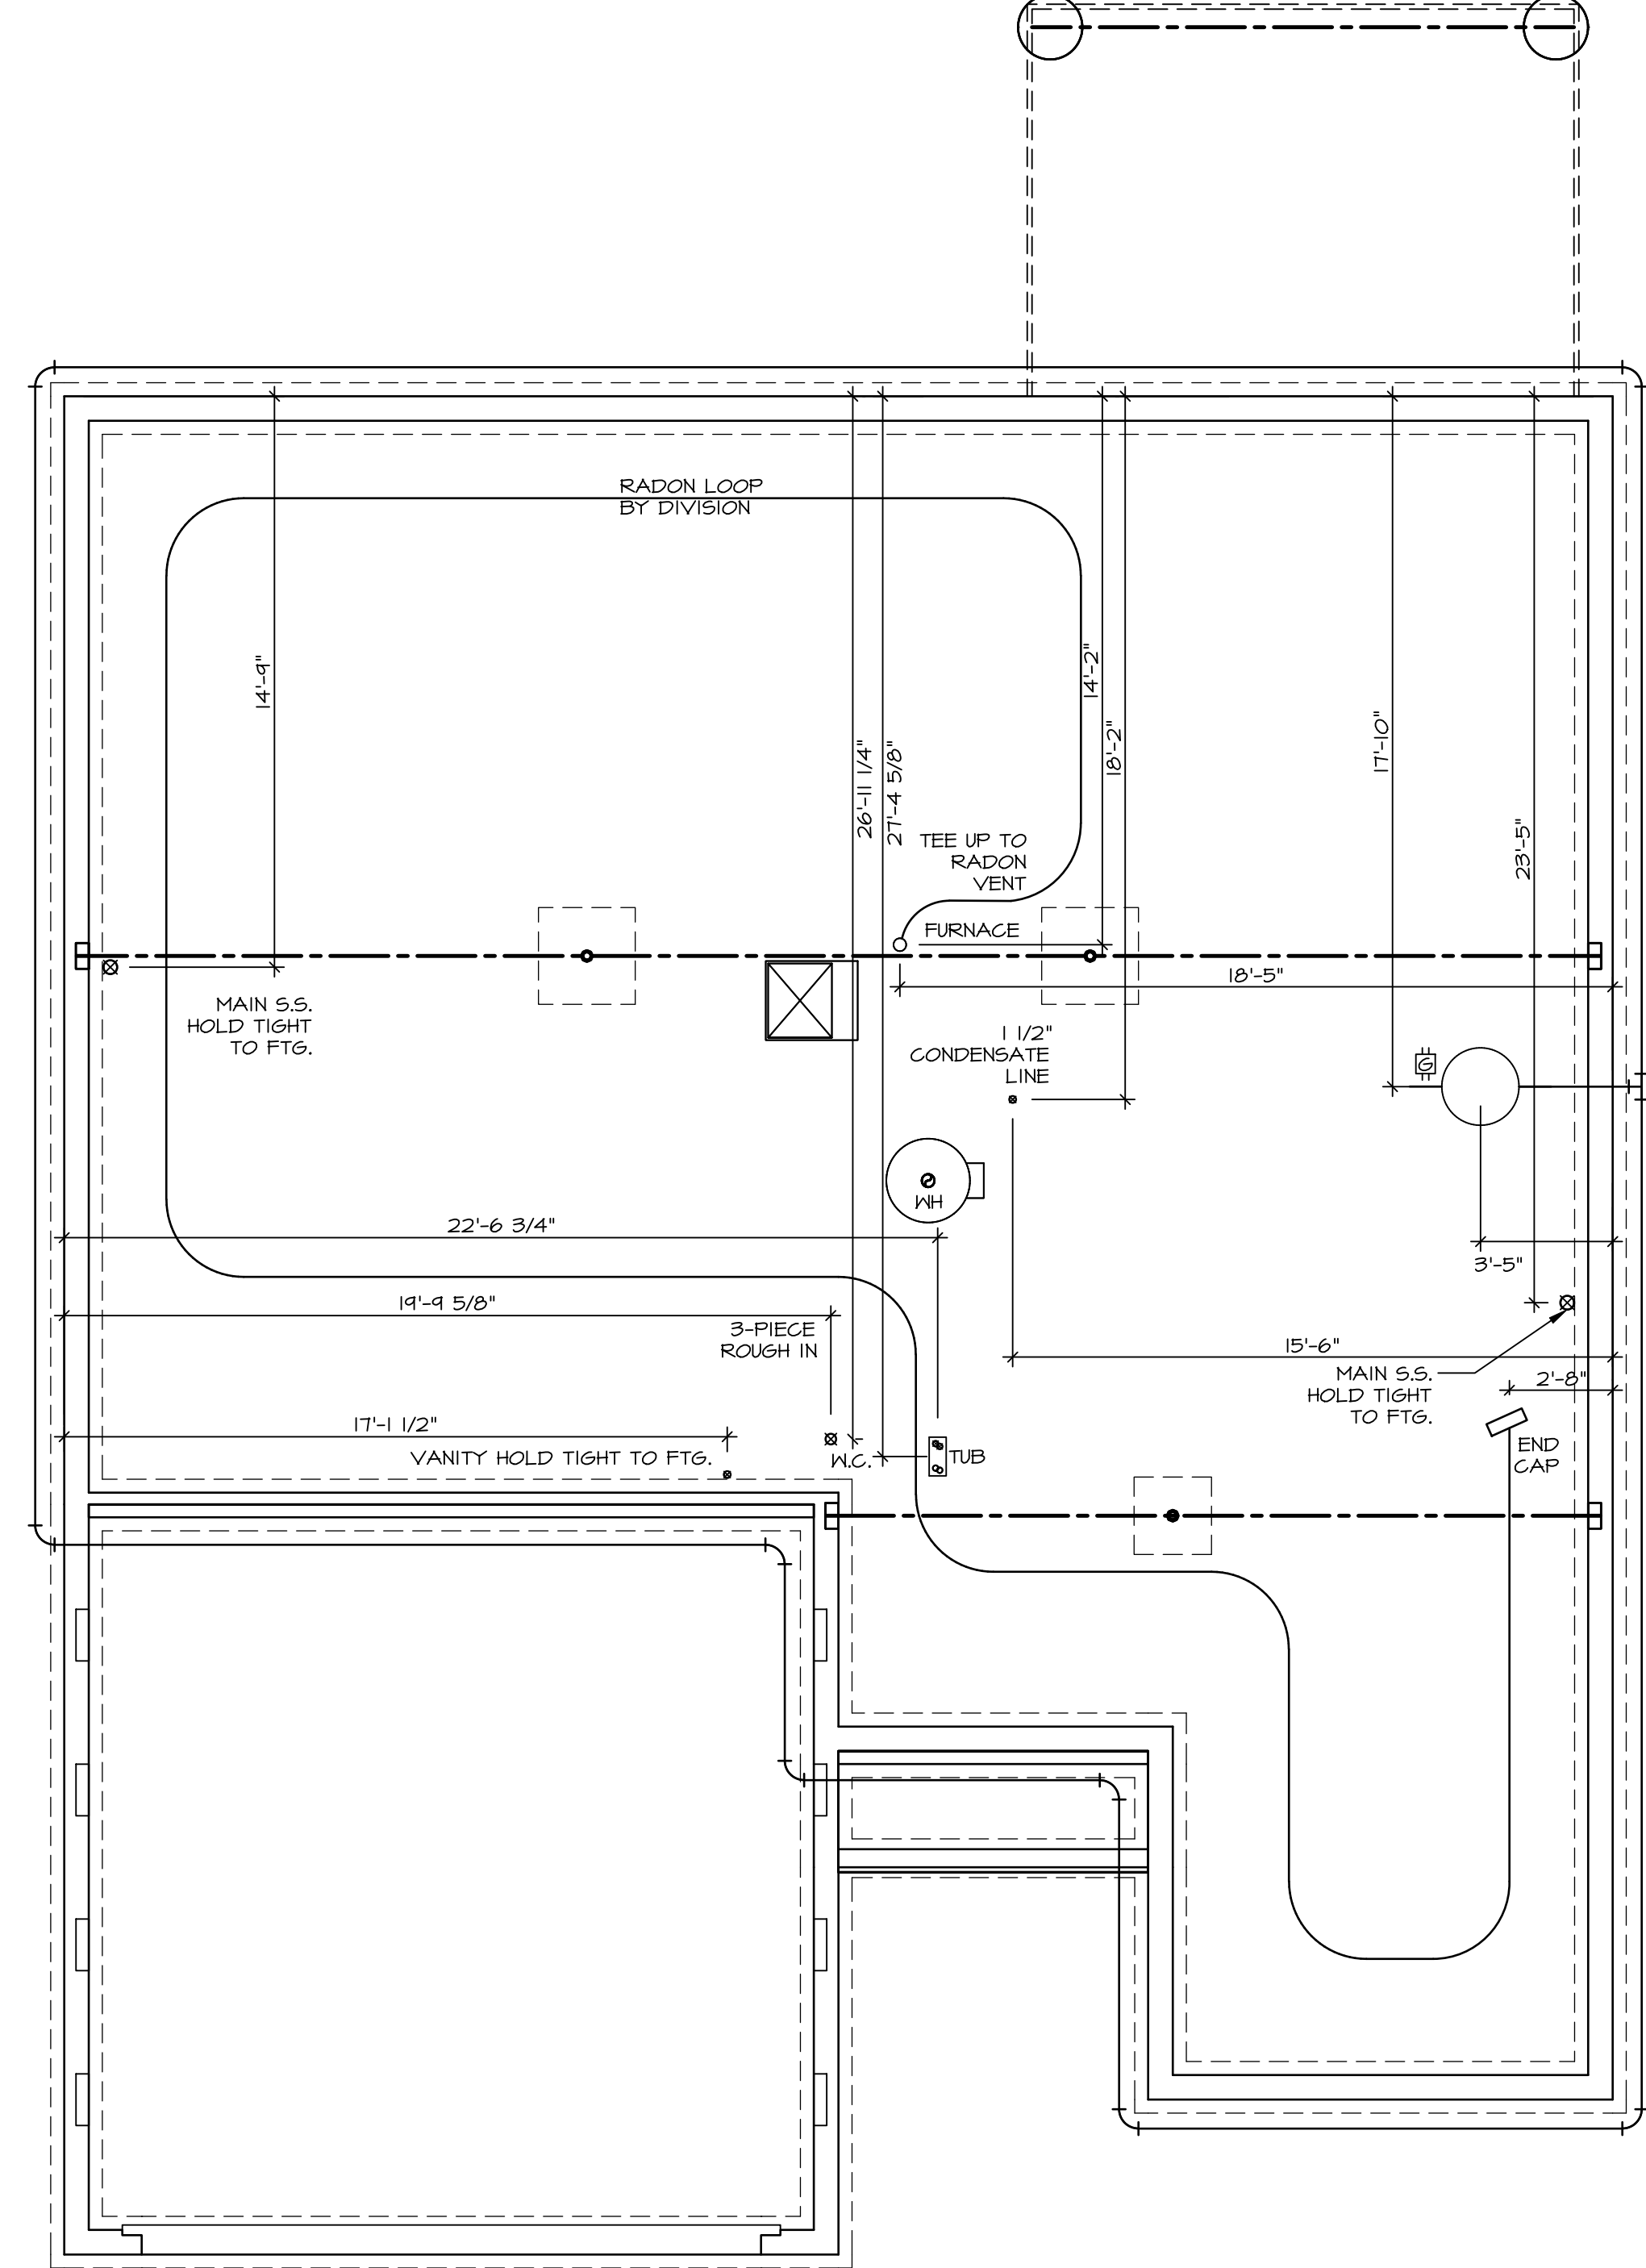 RADON LOOP
BY DIVISION
14'-9"
14'-2"
18'-2"
17'-10"
26'-11 1/4"
27'-4 5/8"
23'-5"
TEE UP TO
RADON
VENT
FURNACE
18'-5"
MAIN S.S.
HOLD TIGHT
TO FTG.
1 1/2"
CONDENSATE
LINE
G
WH
22'-6 3/4"
3'-5"
19'-9 5/8"
3-PIECE
ROUGH IN
15'-6"
MAIN S.S.
HOLD TIGHT
TO FTG.
2'-8"
17'-1 1/2"
VANITY HOLD TIGHT TO FTG.
W.C.
TUB
END
CAP